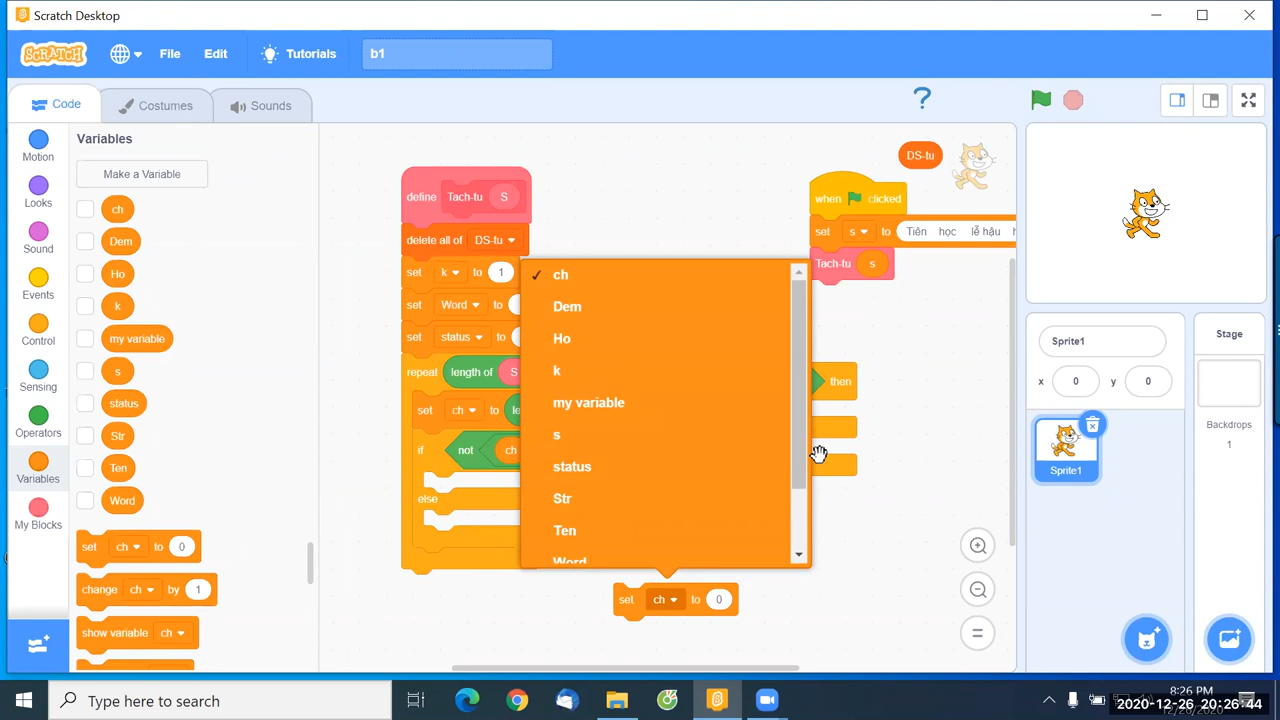 Scratch Desktop
SCRATCH
File
Edit
Tutorials
b1
Code
Costumes
Sounds
Motion
Looks
Sound
Events
Control
Sensing
Operators
Variables
My Blocks
Variables
Make a Variable
ch
Dem
Ho
k
my variable
s
status
Str
Ten
Word
set ch to 0
change ch by 1
show variable ch
define Tach-tu S
delete all of DS-tu
set k to 1
set Word to
set status to
repeat length of S
set ch to
if not ch
else
✓ ch
Dem
Ho
k
my variable
s
status
Str
Ten
Word
set ch to 0
DS-tu
when clicked
set s to Tiên học lễ hậu
Tach-tu s
then
?
Sprite1
x 0 y 0
Sprite1
Stage
Backdrops
1
Type here to search
8:26 PM
2020-12-26 20:26:44